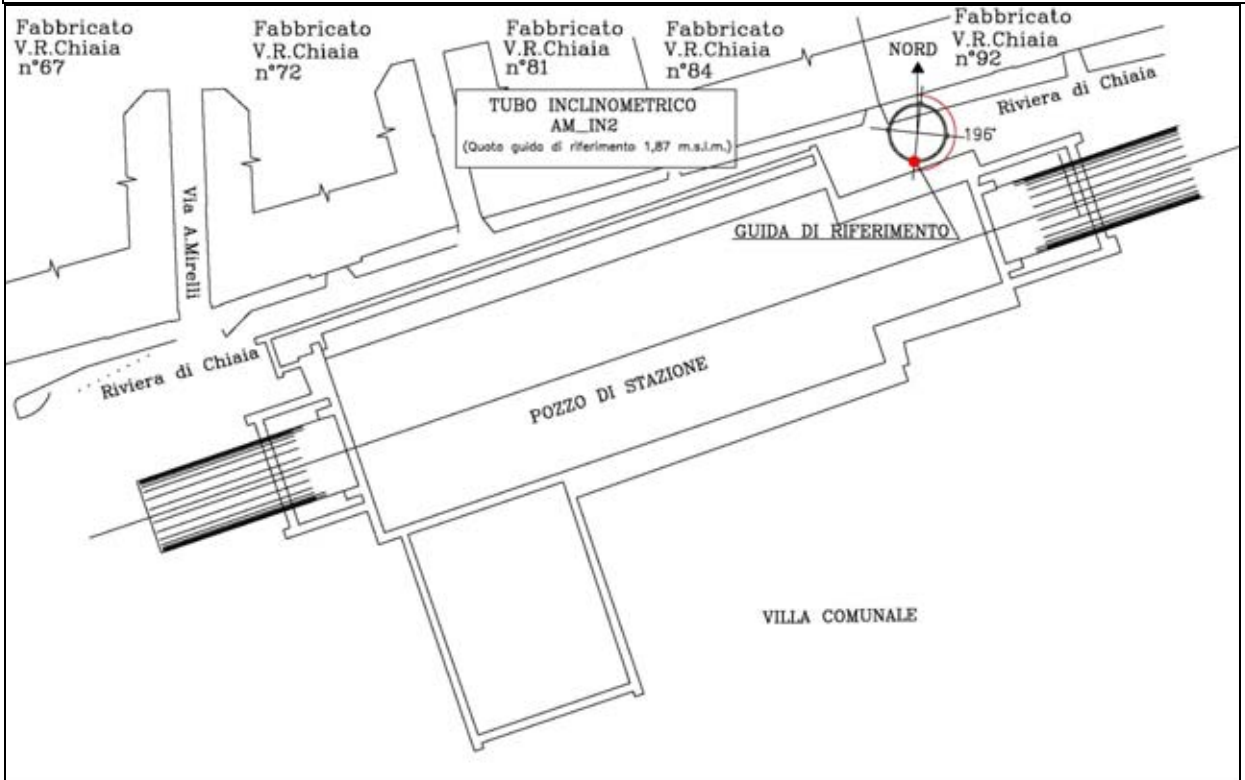 Fabbricato
V.R.Chiaia
n°67
Fabbricato
V.R.Chiaia
n°72
Fabbricato
V.R.Chiaia
n°81
Fabbricato
V.R.Chiaia
n°84
Fabbricato
V.R.Chiaia
n°92
NORD
Riviera di Chiaia
196°
TUBO INCLINOMETRICO
AM_IN2
(Quota guida di riferimento 1,87 m.s.l.m.)
GUIDA DI RIFERIMENTO
Via A.Mirelli
Riviera di Chiaia
POZZO DI STAZIONE
VILLA COMUNALE